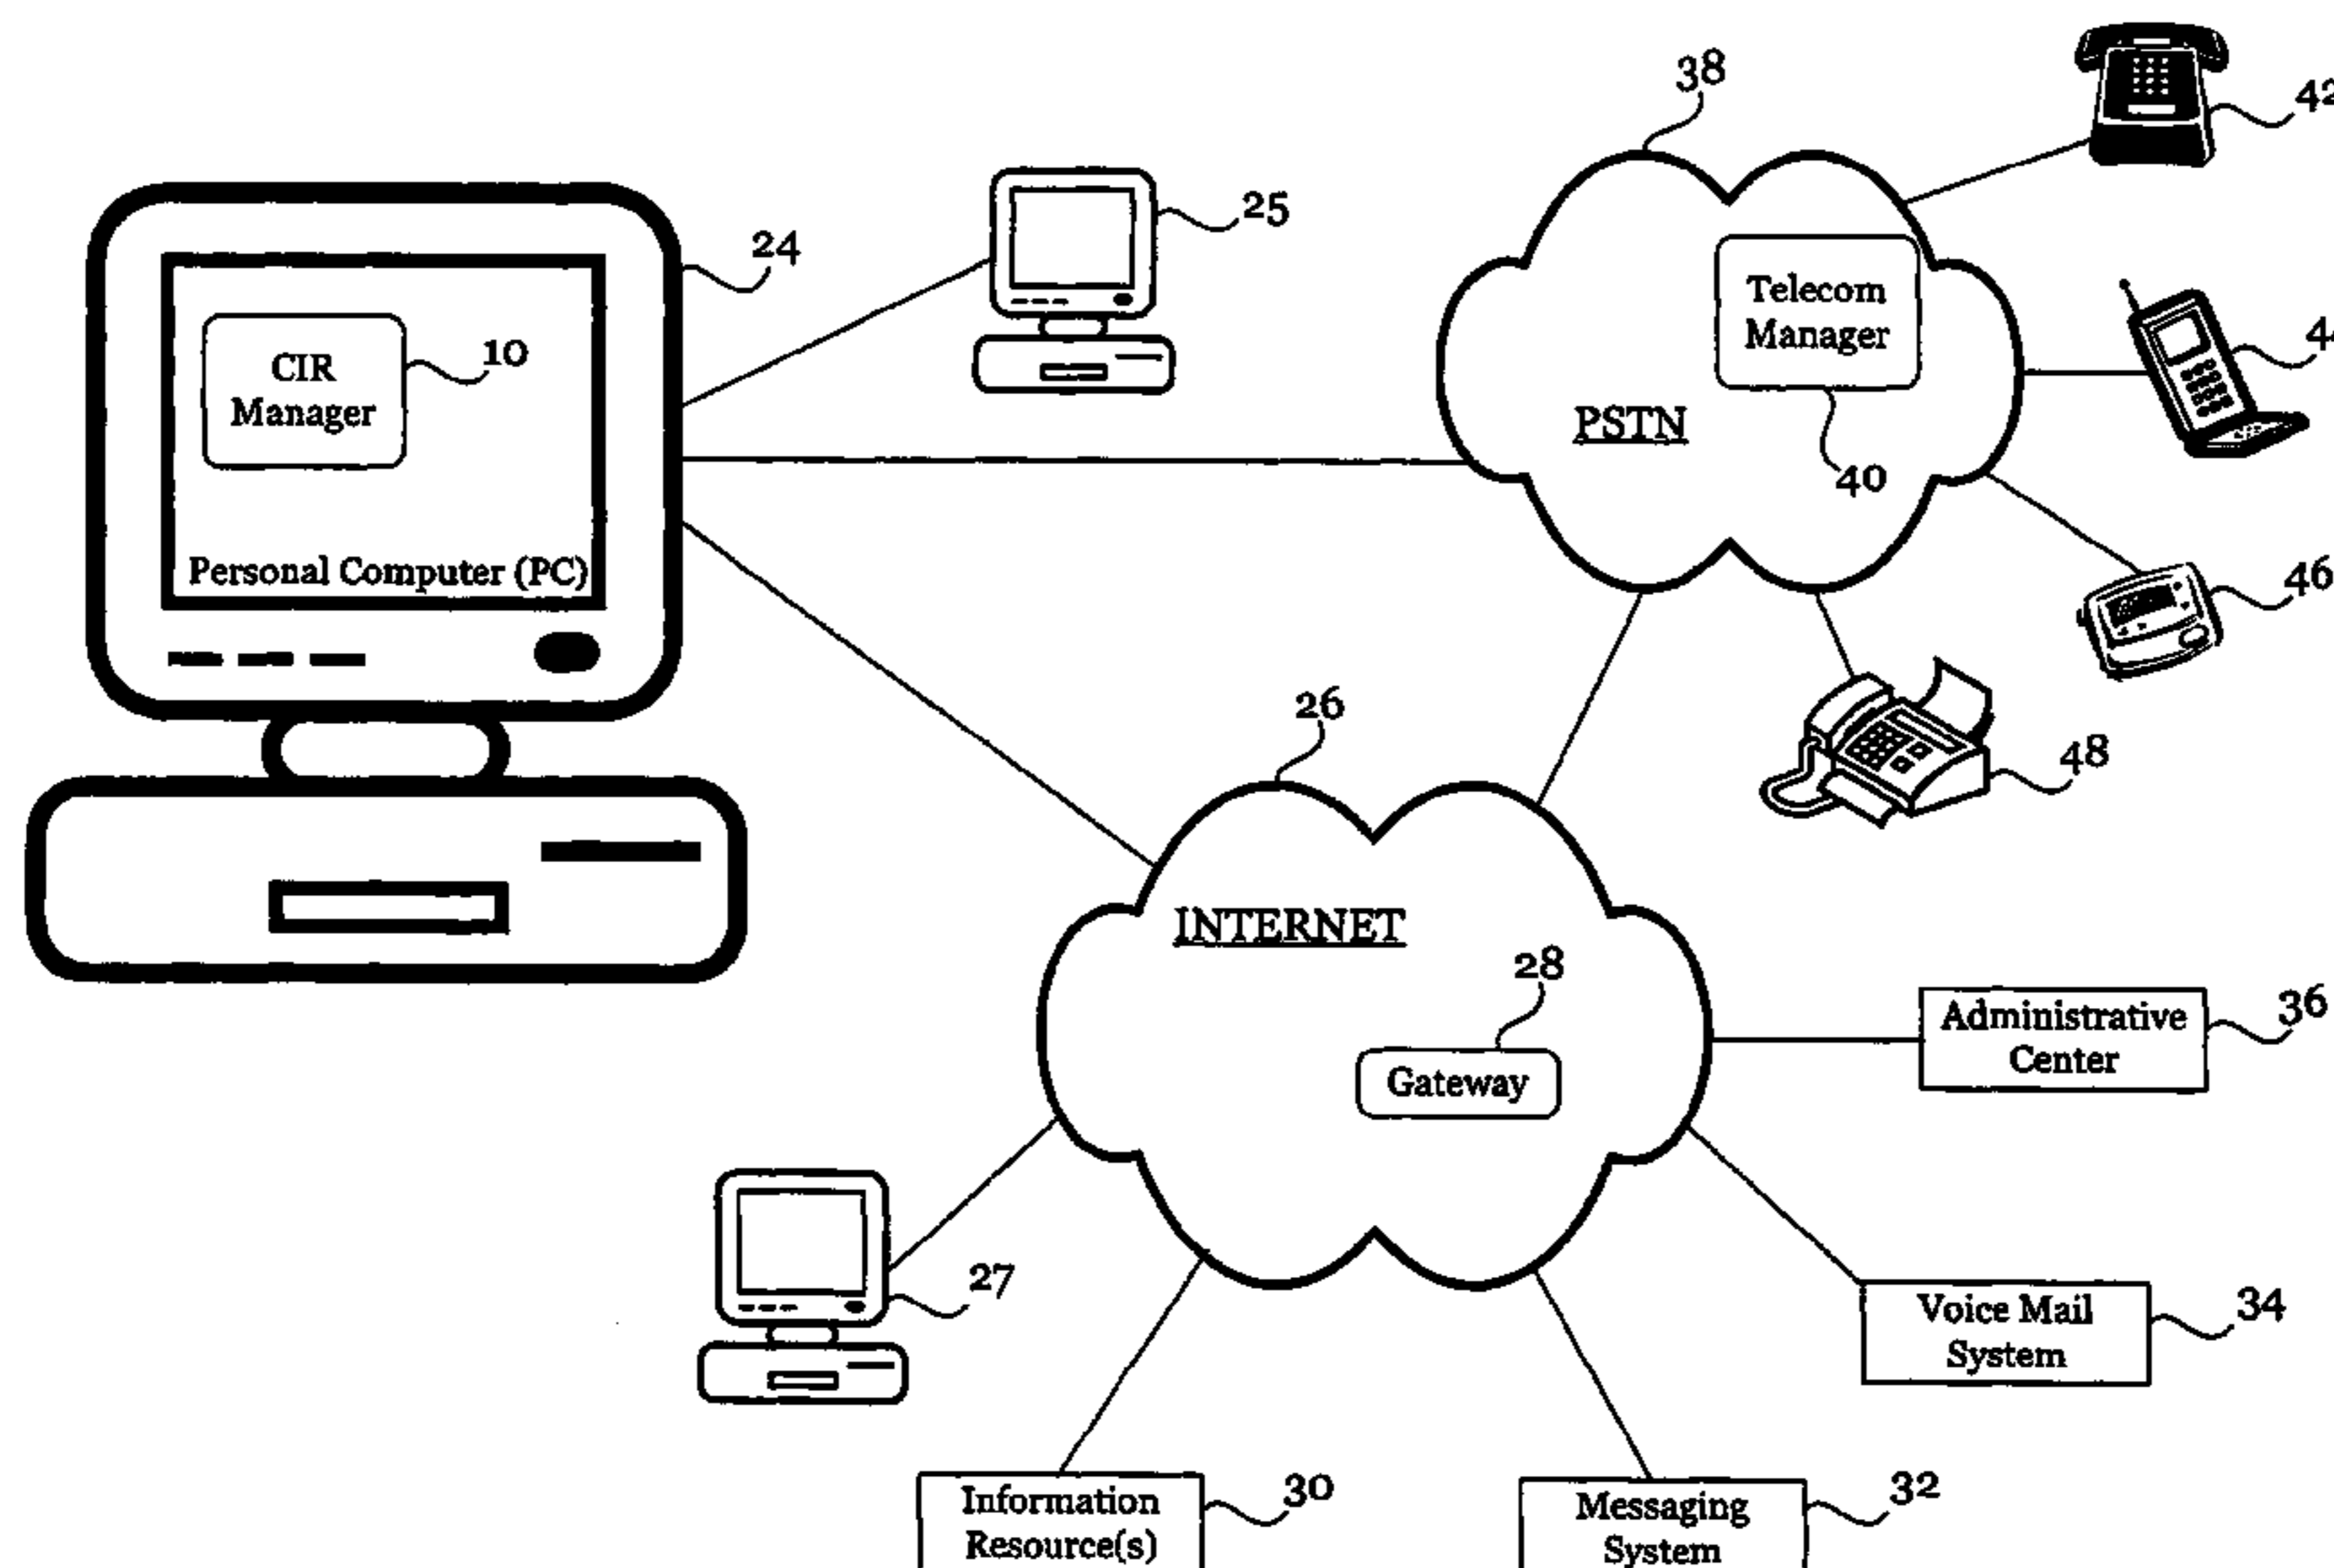 38
42
25
24
Telecom
Manager
10
CIR
Manager
PSTN
40
46
Personal Computer (PC)
26
48
INTERNET
28
36
Administrative
Center
Gateway
27
34
Voice Mail
System
30
Information
Resource(s)
32
Messaging
System